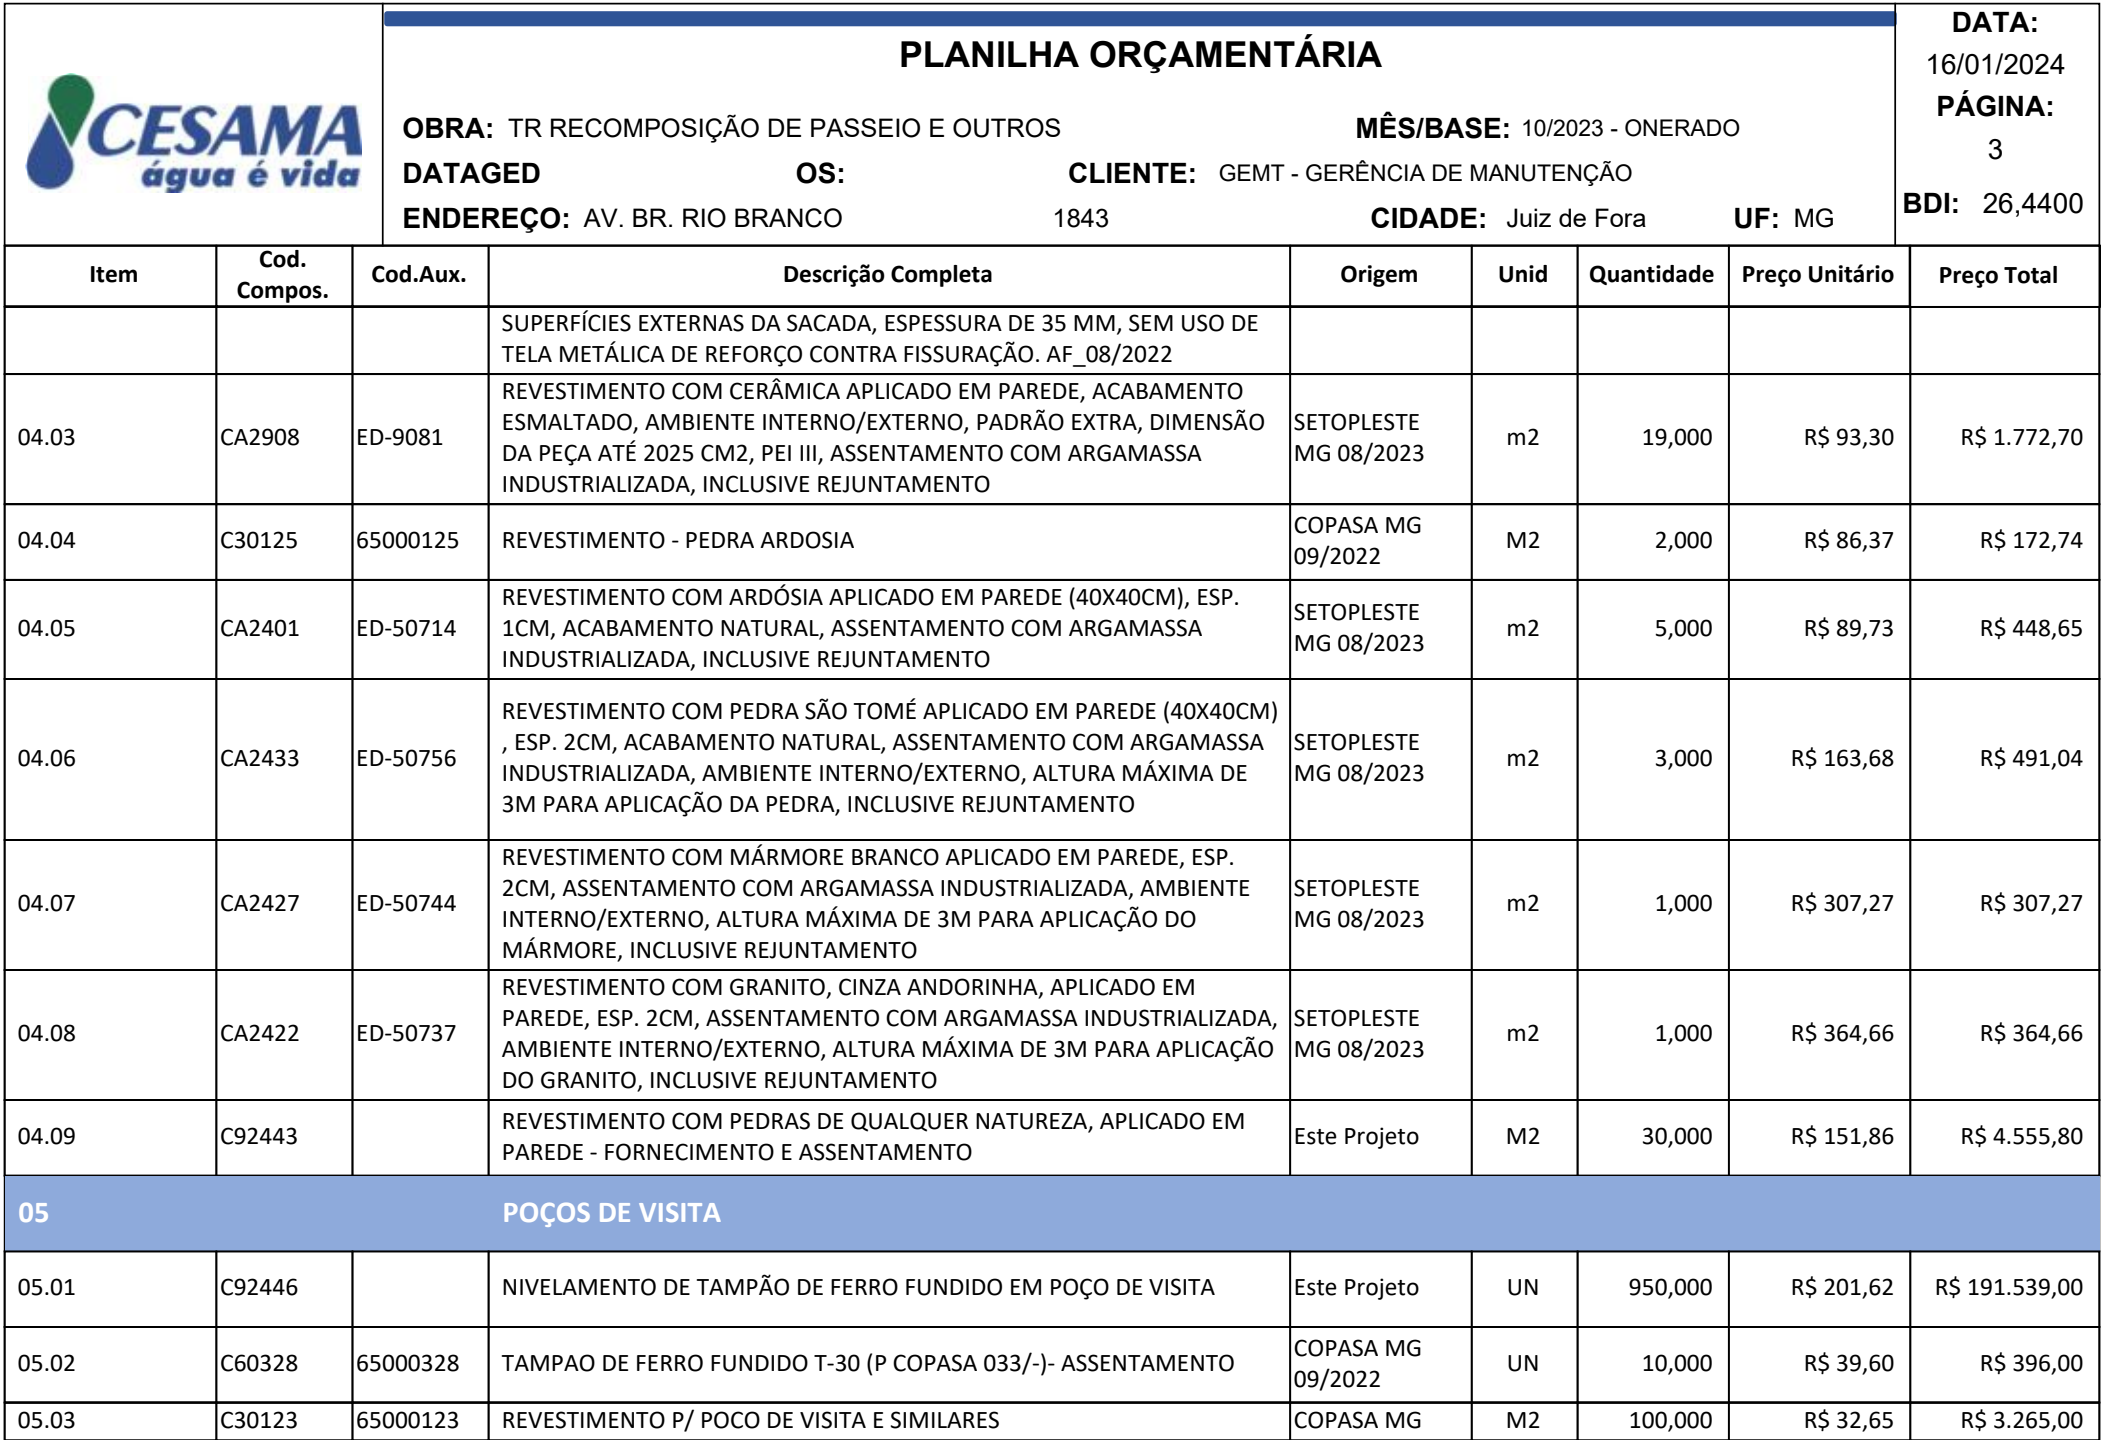 CESAMA
água é vida
PLANILHA ORÇAMENTÁRIA
OBRA: TR RECOMPOSIÇÃO DE PASSEIO E OUTROS MÊS/BASE: 10/2023 - ONERADO
DATAGED OS: CLIENTE: GEMT - GERÊNCIA DE MANUTENÇÃO
ENDEREÇO: AV. BR. RIO BRANCO 1843 CIDADE: Juiz de Fora UF: MG
DATA:
16/01/2024
PÁGINA:
3
BDI: 26,4400
Item Cod. Compos. Cod.Aux. Descrição Completa Origem Unid Quantidade Preço Unitário Preço Total
SUPERFÍCIES EXTERNAS DA SACADA, ESPESSURA DE 35 MM, SEM USO DE
TELA METÁLICA DE REFORÇO CONTRA FISSURAÇÃO. AF_08/2022
04.03 CA2908 ED-9081
REVESTIMENTO COM CERÂMICA APLICADO EM PAREDE, ACABAMENTO
ESMALTADO, AMBIENTE INTERNO/EXTERNO, PADRÃO EXTRA, DIMENSÃO
DA PEÇA ATÉ 2025 CM2, PEI III, ASSENTAMENTO COM ARGAMASSA
INDUSTRIALIZADA, INCLUSIVE REJUNTAMENTO
SETOPLESTE
MG 08/2023
m2 19,000 R$ 93,30 R$ 1.772,70
04.04 C30125 65000125 REVESTIMENTO - PEDRA ARDOSIA
COPASA MG
09/2022
M2 2,000 R$ 86,37 R$ 172,74
04.05 CA2401 ED-50714
REVESTIMENTO COM ARDÓSIA APLICADO EM PAREDE (40X40CM), ESP.
1CM, ACABAMENTO NATURAL, ASSENTAMENTO COM ARGAMASSA
INDUSTRIALIZADA, INCLUSIVE REJUNTAMENTO
SETOPLESTE
MG 08/2023
m2 5,000 R$ 89,73 R$ 448,65
04.06 CA2433 ED-50756
REVESTIMENTO COM PEDRA SÃO TOMÉ APLICADO EM PAREDE (40X40CM)
, ESP. 2CM, ACABAMENTO NATURAL, ASSENTAMENTO COM ARGAMASSA
INDUSTRIALIZADA, AMBIENTE INTERNO/EXTERNO, ALTURA MÁXIMA DE
3M PARA APLICAÇÃO DA PEDRA, INCLUSIVE REJUNTAMENTO
SETOPLESTE
MG 08/2023
m2 3,000 R$ 163,68 R$ 491,04
04.07 CA2427 ED-50744
REVESTIMENTO COM MÁRMORE BRANCO APLICADO EM PAREDE, ESP.
2CM, ASSENTAMENTO COM ARGAMASSA INDUSTRIALIZADA, AMBIENTE
INTERNO/EXTERNO, ALTURA MÁXIMA DE 3M PARA APLICAÇÃO DO
MÁRMORE, INCLUSIVE REJUNTAMENTO
SETOPLESTE
MG 08/2023
m2 1,000 R$ 307,27 R$ 307,27
04.08 CA2422 ED-50737
REVESTIMENTO COM GRANITO, CINZA ANDORINHA, APLICADO EM
PAREDE, ESP. 2CM, ASSENTAMENTO COM ARGAMASSA INDUSTRIALIZADA,
AMBIENTE INTERNO/EXTERNO, ALTURA MÁXIMA DE 3M PARA APLICAÇÃO
DO GRANITO, INCLUSIVE REJUNTAMENTO
SETOPLESTE
MG 08/2023
m2 1,000 R$ 364,66 R$ 364,66
04.09 C92443
REVESTIMENTO COM PEDRAS DE QUALQUER NATUREZA, APLICADO EM
PAREDE - FORNECIMENTO E ASSENTAMENTO
Este Projeto M2 30,000 R$ 151,86 R$ 4.555,80
05 POÇOS DE VISITA
05.01 C92446 NIVELAMENTO DE TAMPÃO DE FERRO FUNDIDO EM POÇO DE VISITA Este Projeto UN 950,000 R$ 201,62 R$ 191.539,00
05.02 C60328 65000328 TAMPAO DE FERRO FUNDIDO T-30 (P COPASA 033/-)- ASSENTAMENTO
COPASA MG
09/2022
UN 10,000 R$ 39,60 R$ 396,00
05.03 C30123 65000123 REVESTIMENTO P/ POCO DE VISITA E SIMILARES COPASA MG M2 100,000 R$ 32,65 R$ 3.265,00